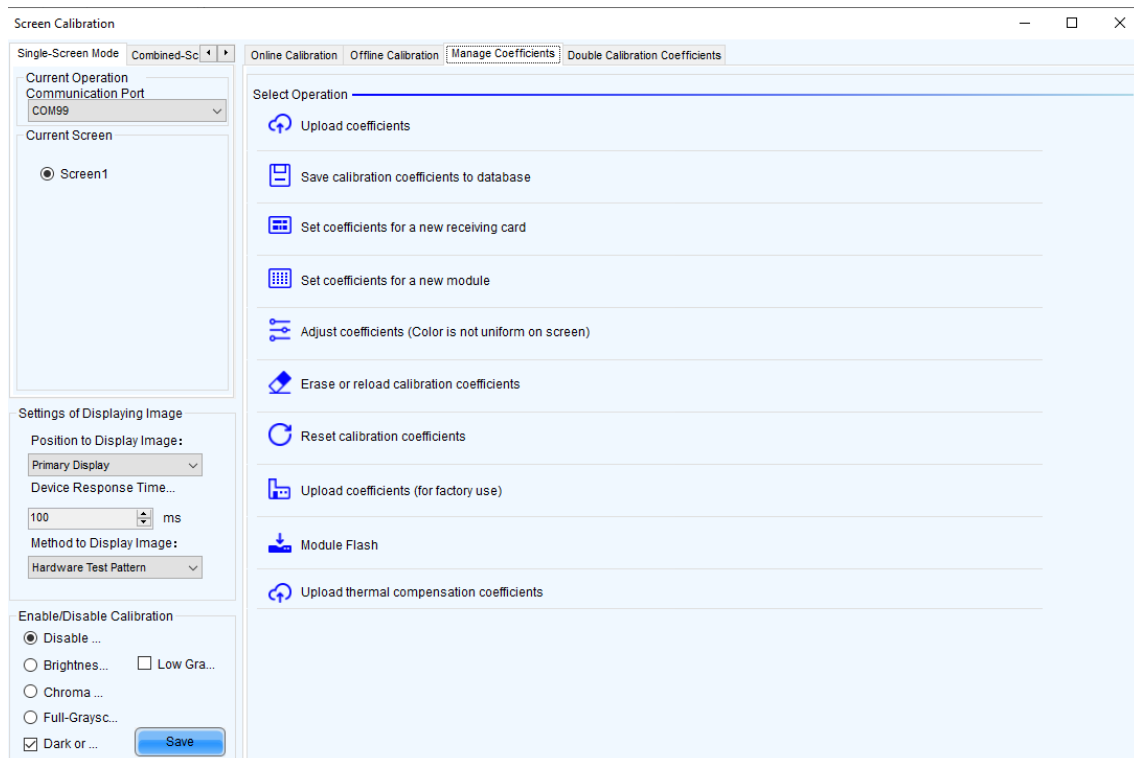 Screen Calibration
Single-Screen Mode
Combined-Sc
Online Calibration
Offline Calibration
Manage Coefficients
Double Calibration Coefficients
Current Operation
Communication Port
COM99
Current Screen
Screen1
Settings of Displaying Image
Position to Display Image:
Primary Display
Device Response Time...
100 ms
Method to Display Image:
Hardware Test Pattern
Enable/Disable Calibration
Disable ...
Brightnes...
Low Gra...
Chroma ...
Full-Graysc...
Dark or ...
Save
Select Operation
Upload coefficients
Save calibration coefficients to database
Set coefficients for a new receiving card
Set coefficients for a new module
Adjust coefficients (Color is not uniform on screen)
Erase or reload calibration coefficients
Reset calibration coefficients
Upload coefficients (for factory use)
Module Flash
Upload thermal compensation coefficients